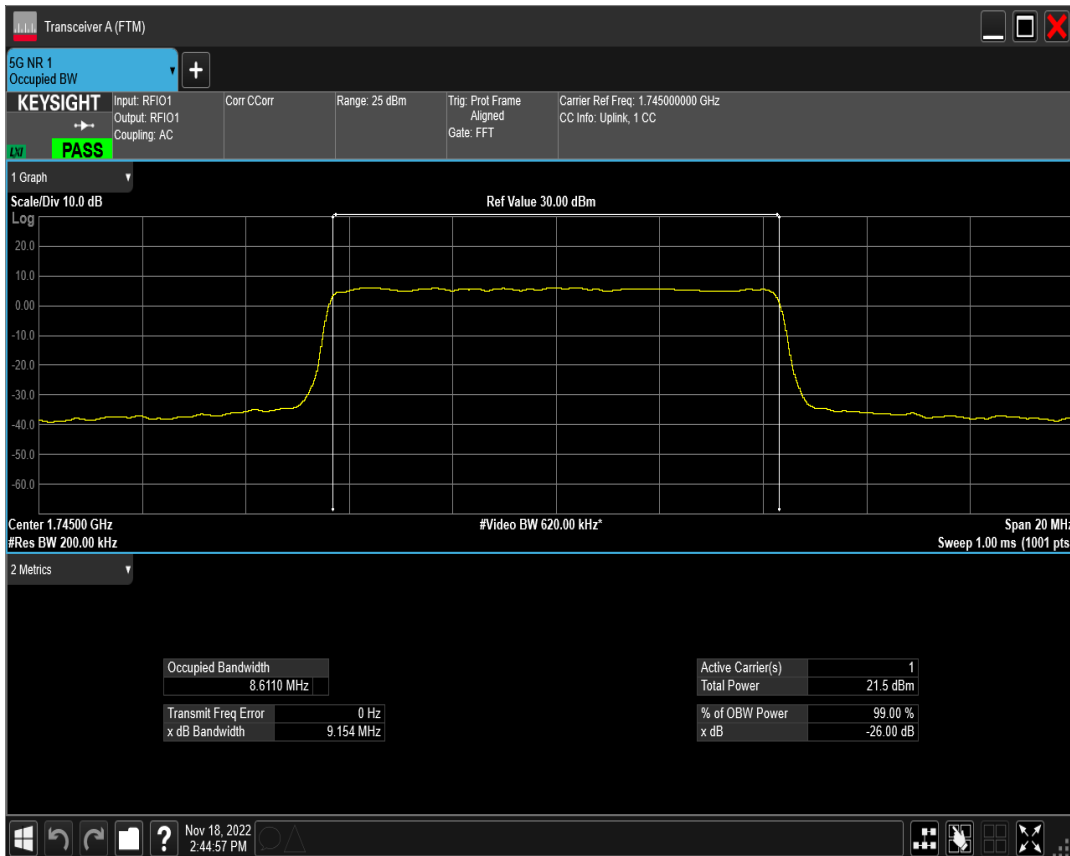 Transceiver A (FTM)
5G NR 1
Occupied BW
+
KEYSIGHT
LXI
PASS
Input: RFIO1
Output: RFIO1
Coupling: AC
Corr CCorr
Range: 25 dBm
Trig: Prot Frame
Aligned
Gate: FFT
Carrier Ref Freq: 1.745000000 GHz
CC Info: Uplink, 1 CC
1 Graph
Scale/Div 10.0 dB
Ref Value 30.00 dBm
Log
20.0
10.0
0.00
-10.0
-20.0
-30.0
-40.0
-50.0
-60.0
Center 1.74500 GHz
#Video BW 620.00 kHz*
Span 20 MHz
#Res BW 200.00 kHz
Sweep 1.00 ms (1001 pts
2 Metrics
Occupied Bandwidth
8.6110 MHz
Transmit Freq Error 0 Hz
x dB Bandwidth 9.154 MHz
Active Carrier(s) 1
Total Power 21.5 dBm
% of OBW Power 99.00 %
x dB -26.00 dB
?
Nov 18, 2022
2:44:57 PM